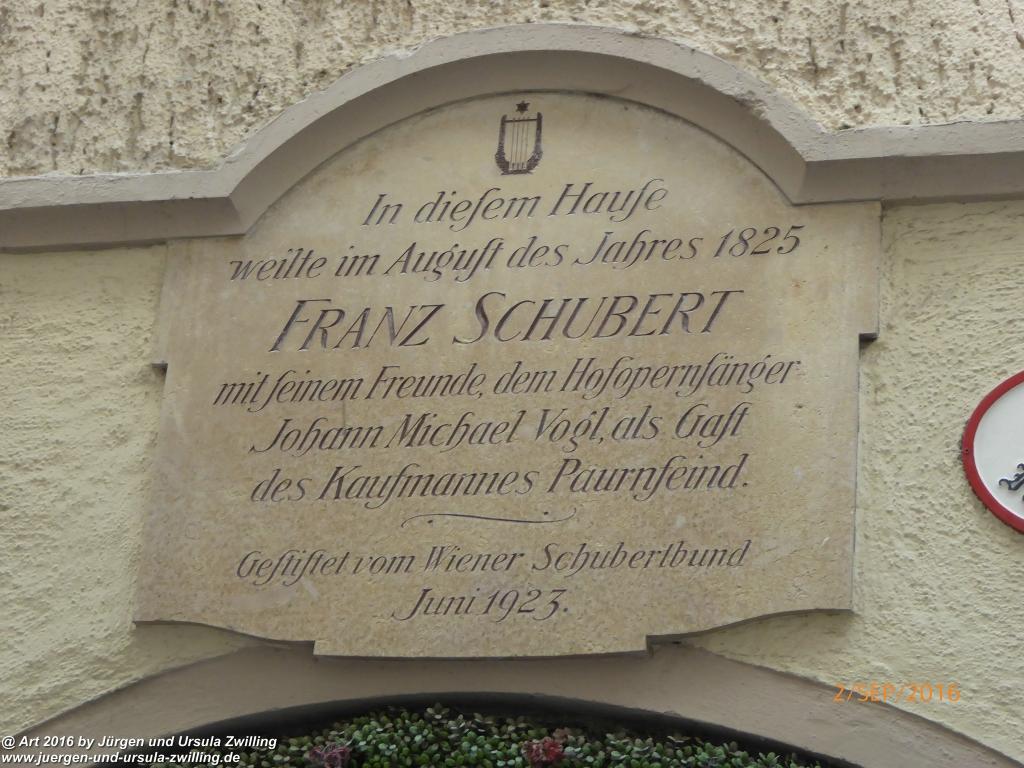 In dieſem Hauſe
weilte im Auguſt des Jahres 1825
FRANZ SCHUBERT
mit ſeinem Freunde, dem Hofopernſänger
Johann Michael Vogl, als Gaſt
des Kaufmannes Paurnfeind.
Geſtiftet vom Wiener Schubertbund
Juni 1923.
2/SEP/2016
@ Art 2016 by Jürgen und Ursula Zwilling
www.juergen-und-ursula-zwilling.de